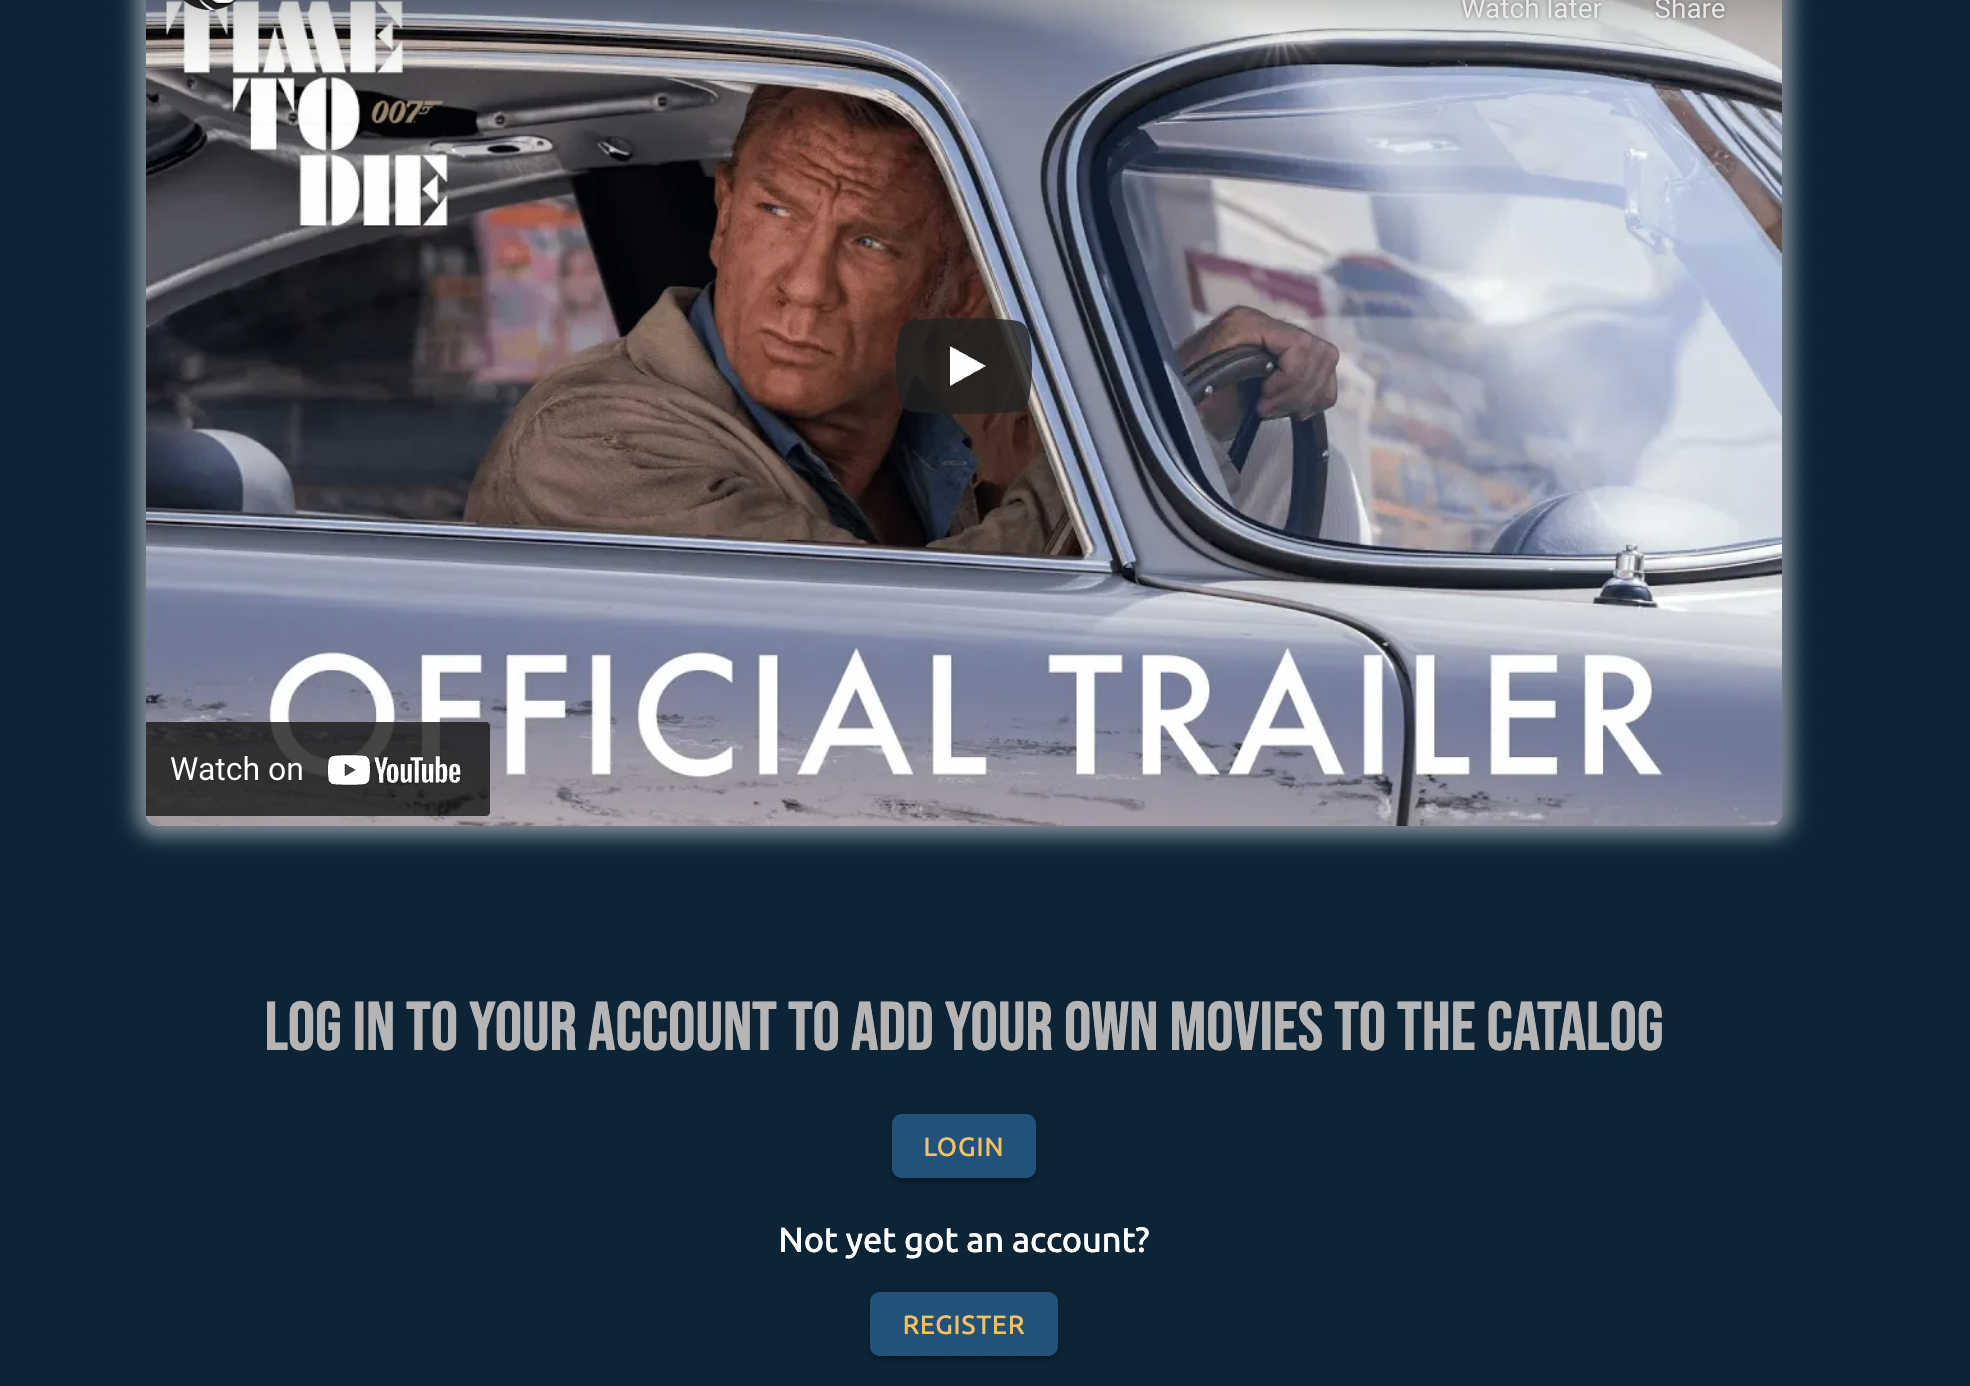 Watch later
Share
TIME
TO
007
DIE
OFFICIAL TRAILER
Watch on YouTube
LOG IN TO YOUR ACCOUNT TO ADD YOUR OWN MOVIES TO THE CATALOG
LOGIN
Not yet got an account?
REGISTER